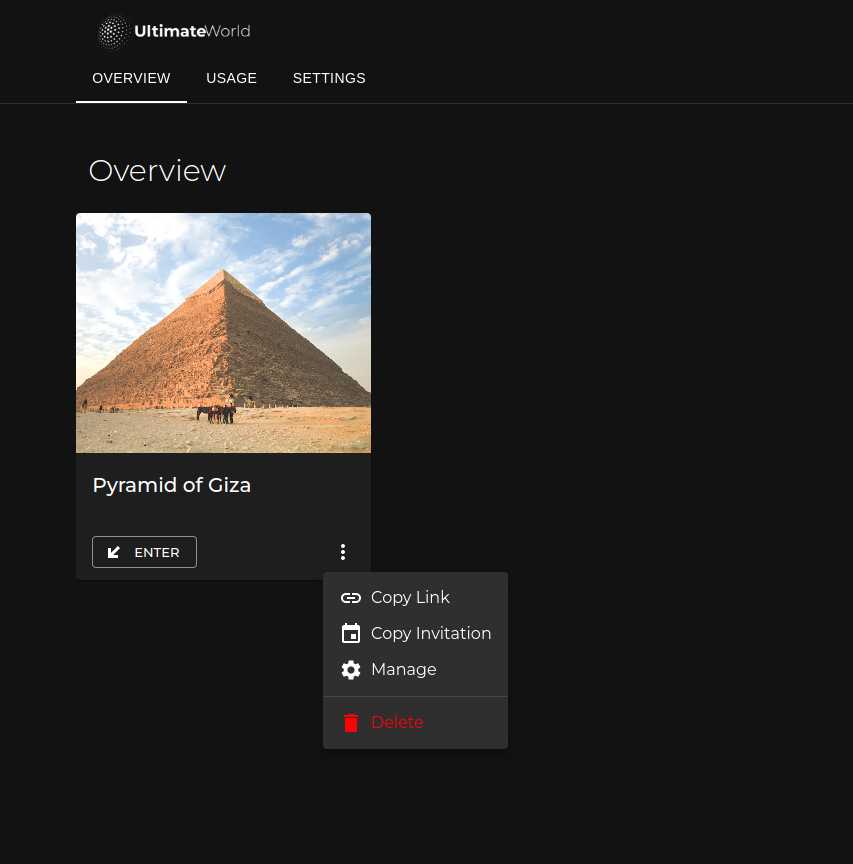 UltimateWorld
OVERVIEW USAGE SETTINGS
Overview
Pyramid of Giza
ENTER
Copy Link
Copy Invitation
Manage
Delete